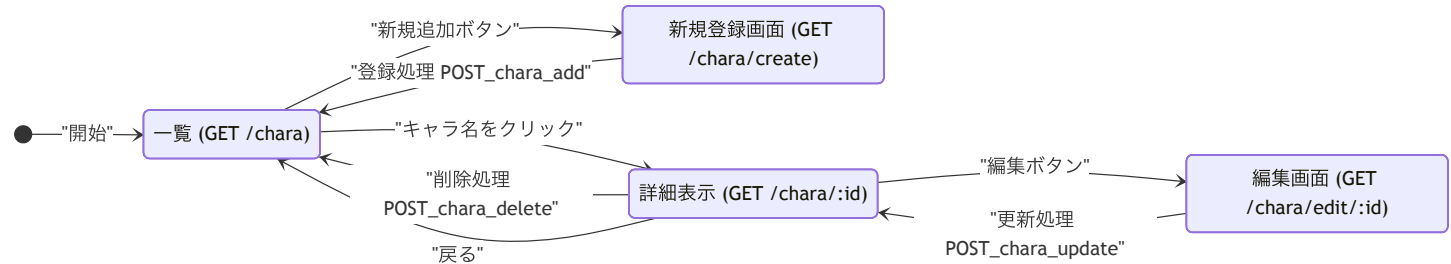 "新規追加ボタン"
新規登録画面 (GET
/chara/create)
"登録処理 POST_chara_add"
"開始"
一覧 (GET /chara)
"キャラ名をクリック"
"削除処理
POST_chara_delete"
"戻る"
詳細表示 (GET /chara/:id)
"編集ボタン"
"更新処理
POST_chara_update"
編集画面 (GET
/chara/edit/:id)